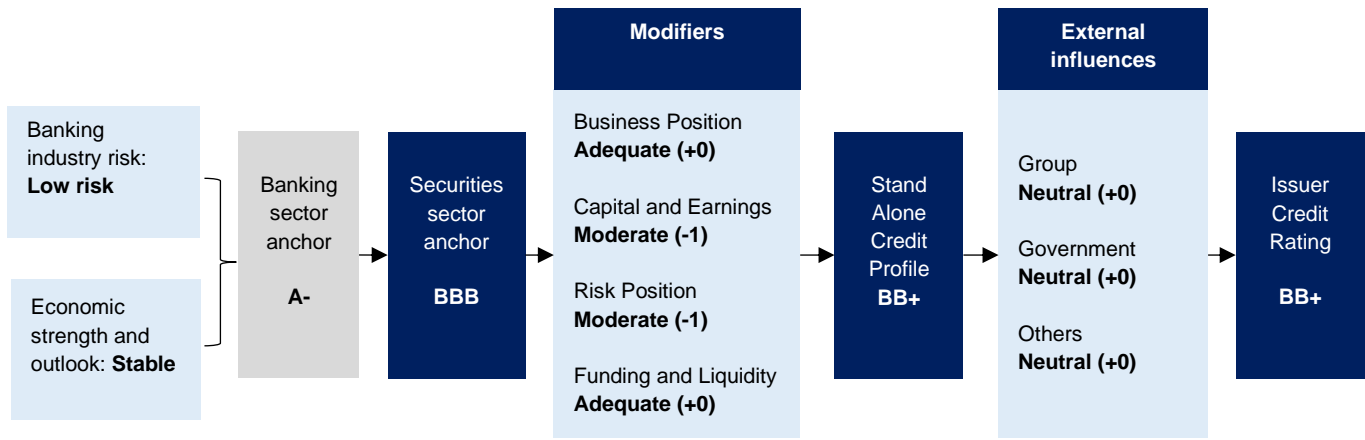 Banking
industry risk:
Low risk
Economic
strength and
outlook: Stable
Banking
sector
anchor
A-
Securities
sector
anchor
BBB
Modifiers
Business Position
Adequate (+0)
Capital and Earnings
Moderate (-1)
Risk Position
Moderate (-1)
Funding and Liquidity
Adequate (+0)
Stand
Alone
Credit
Profile
BB+
External
influences
Group
Neutral (+0)
Government
Neutral (+0)
Others
Neutral (+0)
Issuer
Credit
Rating
BB+